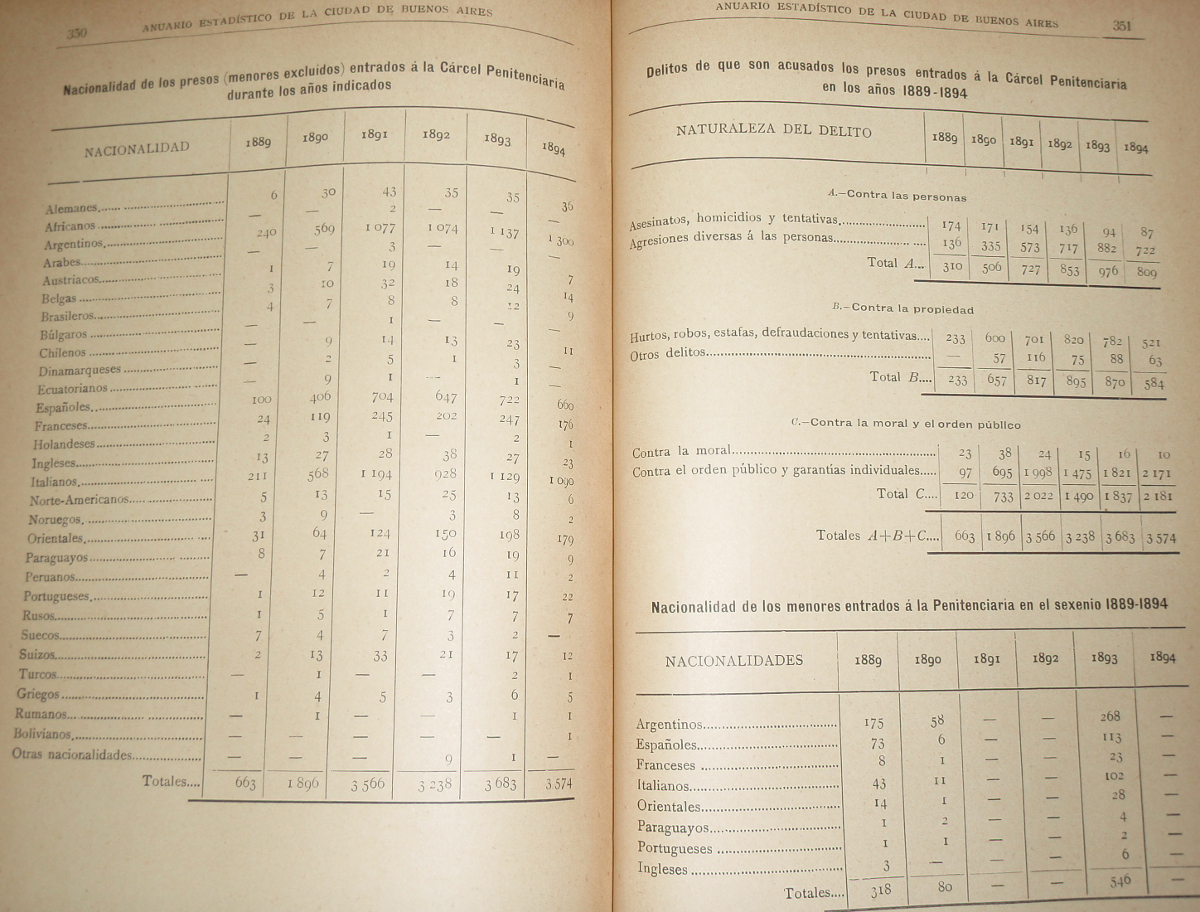 350 ANUARIO ESTADÍSTICO DE LA CIUDAD DE BUENOS AIRES
Nacionalidad de los presos (menores excluídos) entrados á la Cárcel Penitenciaria
durante los años indicados
NACIONALIDAD 1889 1890 1891 1892 1893 1894
Alemanes 6 30 43 35 35 36
Africanos — — 2 — — —
Argentinos 240 569 1 077 1 074 1 137 1 300
Arabes — — 3 — — —
Austriacos 1 7 19 14 19 7
Belgas 3 10 32 18 24 14
Brasileros 4 7 8 8 12 9
Búlgaros — — 1 — — —
Chilenos — 9 14 13 23 11
Dinamarqueses — 2 5 1 3 —
Ecuatorianos — 9 1 — 1 —
Españoles 100 406 704 647 722 660
Franceses 24 119 245 202 247 176
Holandeses 2 3 1 — 2 1
Ingleses 13 27 28 38 27 23
Italianos 211 568 1 194 928 1 129 1 090
Norte-Americanos 5 13 15 25 13 6
Noruegos 3 9 — 3 8 2
Orientales 31 64 124 150 198 179
Paraguayos 8 7 21 16 19 9
Peruanos — 4 2 4 11 2
Portugueses 1 12 11 19 17 22
Rusos 1 5 1 7 7 7
Suecos 7 4 7 3 2 —
Suizos 2 13 33 21 17 12
Turcos — 1 — — 2 1
Griegos 1 4 5 3 6 5
Rumanos — 1 — — 1 1
Bolivianos — — — — — 1
Otras nacionalidades — — — 9 1 —
Totales 663 1 896 3 566 3 238 3 683 3 574
ANUARIO ESTADÍSTICO DE LA CIUDAD DE BUENOS AIRES 351
Delitos de que son acusados los presos entrados á la Cárcel Penitenciaria
en los años 1889-1894
NATURALEZA DEL DELITO 1889 1890 1891 1892 1893 1894
A.—Contra las personas
Asesinatos, homicidios y tentativas 174 171 154 136 94 87
Agresiones diversas á las personas 136 335 573 717 882 722
Total A... 310 506 727 853 976 809
B.—Contra la propiedad
Hurtos, robos, estafas, defraudaciones y tentativas.... 233 600 701 820 782 521
Otros delitos — 57 116 75 88 63
Total B.... 233 657 817 895 870 584
C.—Contra la moral y el orden público
Contra la moral 23 38 24 15 16 10
Contra el orden público y garantías individuales..... 97 695 1 998 1 475 1 821 2 171
Total C.... 120 733 2 022 1 490 1 837 2 181
Totales A+B+C.... 663 1 896 3 566 3 238 3 683 3 574
Nacionalidad de los menores entrados á la Penitenciaria en el sexenio 1889-1894
NACIONALIDADES 1889 1890 1891 1892 1893 1894
Argentinos 175 58 — — 268 —
Españoles 73 6 — — 113 —
Franceses 8 1 — — 23 —
Italianos 43 11 — — 102 —
Orientales 14 1 — — 28 —
Paraguayos 1 2 — — 4 —
Portugueses 1 1 — — 2 —
Ingleses 3 — — — 6 —
Totales.... 318 80 — — 546 —